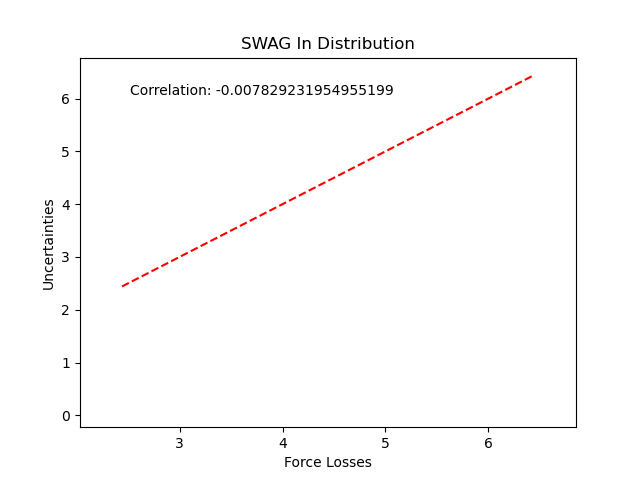 SWAG In Distribution
Correlation: -0.007829231954955199
Uncertainties
6
5
4
3
2
1
0
3 4 5 6
Force Losses